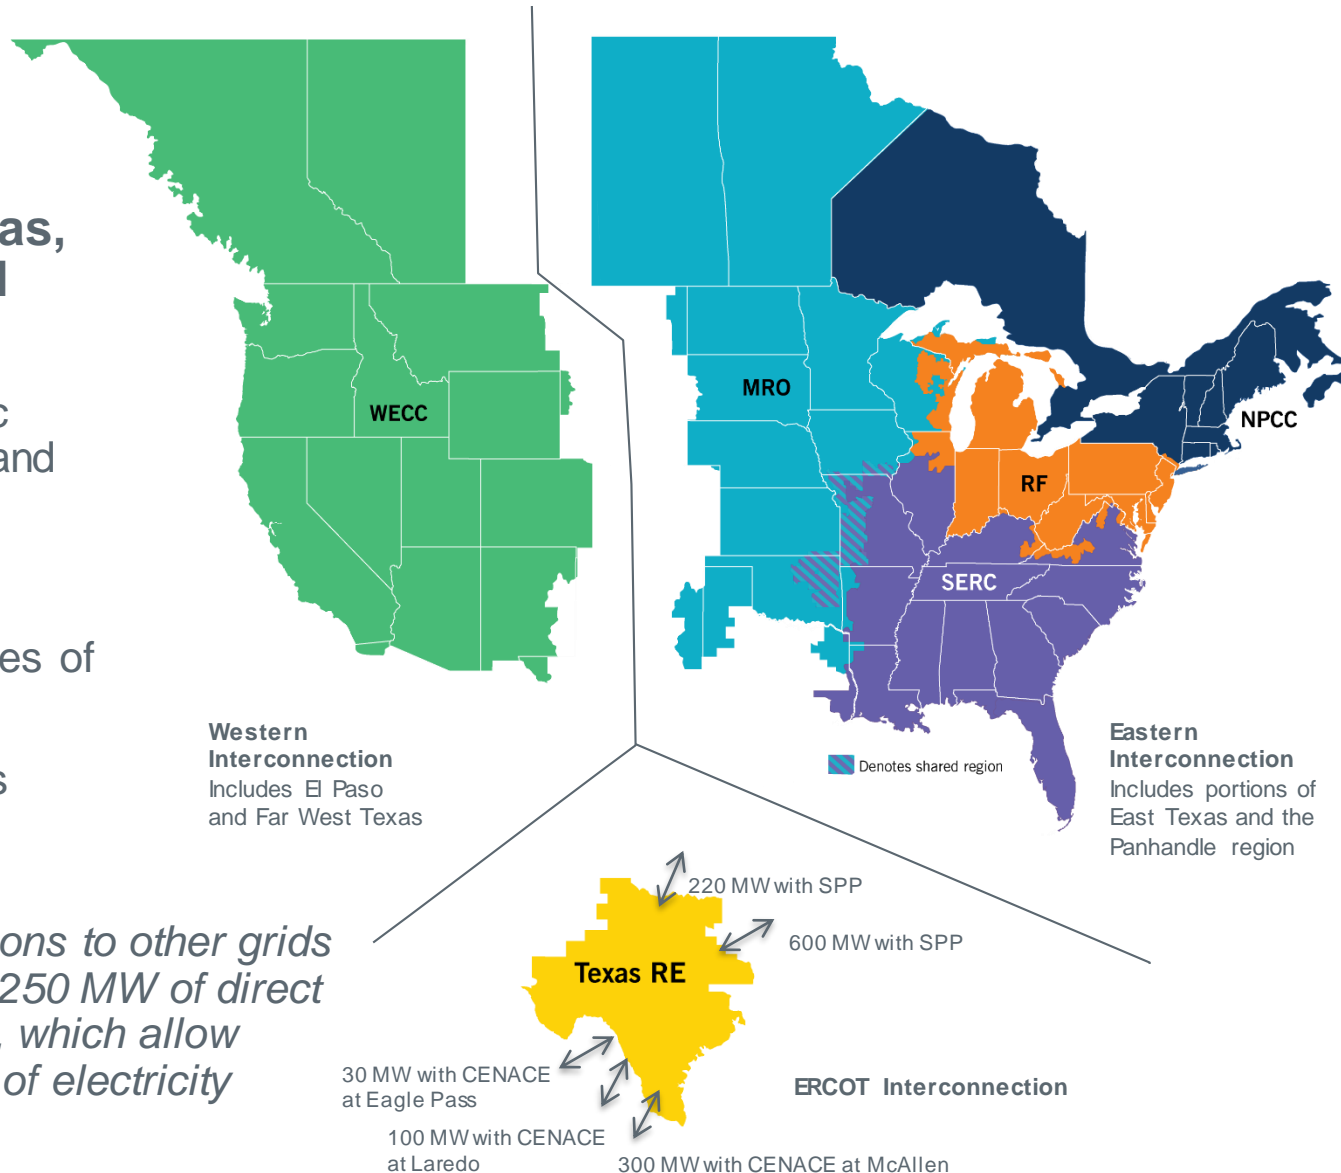 as,
c
and
es of
s
ons to other grids
250 MW of direct
, which allow
of electricity
WECC
MRO
NPCC
RF
SERC
Western
Interconnection
Includes El Paso
and Far West Texas
Denotes shared region
Eastern
Interconnection
Includes portions of
East Texas and the
Panhandle region
220 MW with SPP
600 MW with SPP
Texas RE
30 MW with CENACE
at Eagle Pass
100 MW with CENACE
at Laredo
300 MW with CENACE at McAllen
ERCOT Interconnection